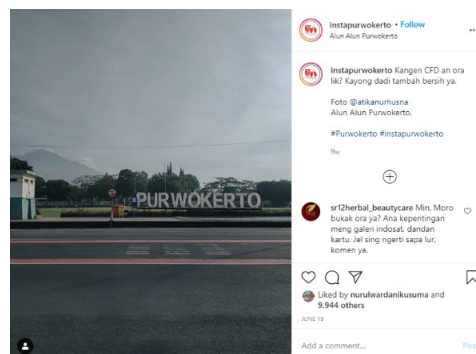 instapurwokerto • Follow
Alun Alun Purwokerto
instapurwokerto Kangen CFD an ora
lik? Kayong dadi tambah bersih ya.
Foto @atikanurhusna
Alun Alun Purwokerto.
#Purwokerto #instapurwokerto
9w
PURWOKERTO
sr12herbal_beautycare Min. Moro
bukak ora ya? Ana kepentingan
meng galeri indosat, dandan
kartu. Jel sing ngerti sapa lur,
komen ya.
Liked by nurulwardanikusuma and
9,944 others
JUNE 19
Add a comment...
Post